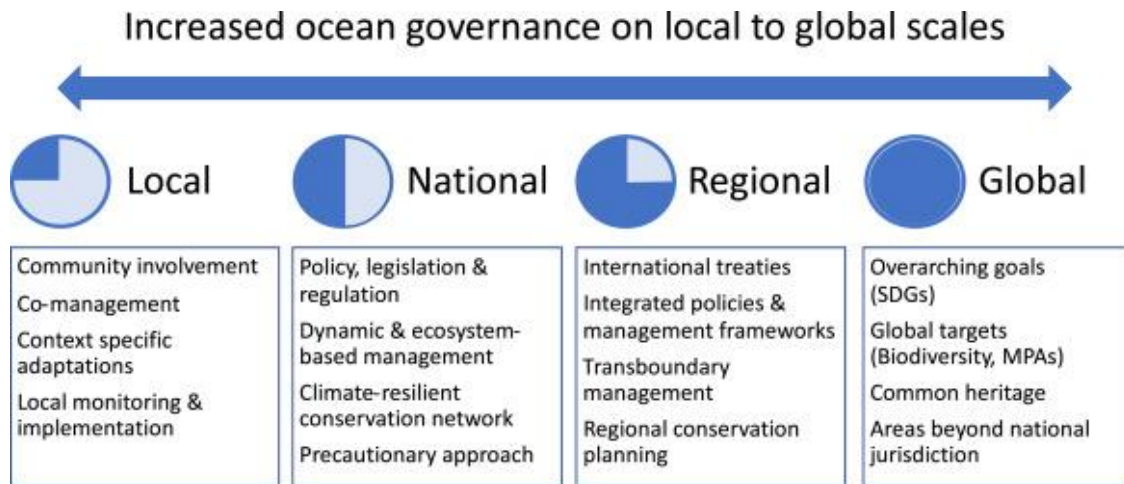 Increased ocean governance on local to global scales
Local
Community involvement
Co-management
Context specific
adaptations
Local monitoring &
implementation
National
Policy, legislation &
regulation
Dynamic & ecosystem-
based management
Climate-resilient
conservation network
Precautionary approach
Regional
International treaties
Integrated policies &
management frameworks
Transboundary
management
Regional conservation
planning
Global
Overarching goals
(SDGs)
Global targets
(Biodiversity, MPAs)
Common heritage
Areas beyond national
jurisdiction